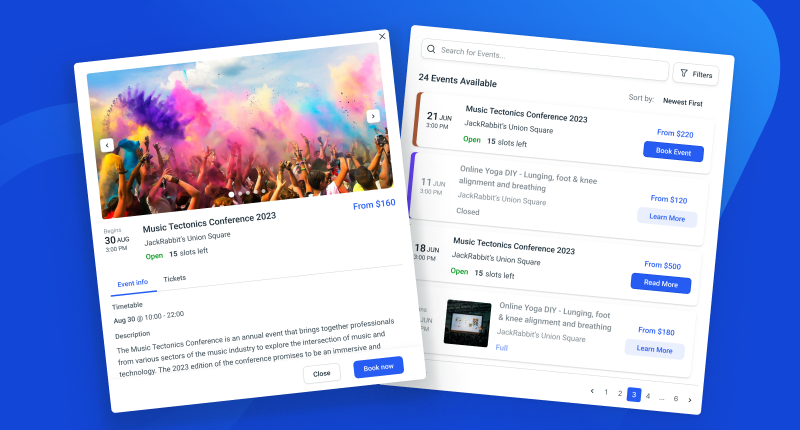 Begins
30 AUG
3:00 PM
Music Tectonics Conference 2023
JackRabbit's Union Square
Open 15 slots left
From $160
Event info Tickets
Timetable
Aug 30 @ 10:00 - 22:00
Description
The Music Tectonics Conference is an annual event that brings together professionals
from various sectors of the music industry to explore the intersection of music and
technology. The 2023 edition of the conference promises to be an immersive and
Close Book now
Search for Events...
Filters
24 Events Available
Sort by: Newest First
21 JUN
3:00 PM
Music Tectonics Conference 2023
JackRabbit's Union Square
Open 15 slots left
From $220
Book Event
11 JUN
3:00 PM
Online Yoga DIY - Lunging, foot & knee
alignment and breathing
Closed
From $120
Learn More
18 JUN
3:00 PM
Music Tectonics Conference 2023
JackRabbit's Union Square
Open 15 slots left
From $500
Read More
JUN
PM
Online Yoga DIY - Lunging, foot
& knee alignment and breathing
JackRabbit's Union Square
Full
From $180
Learn More
< 1 2 3 4 ... 6 >